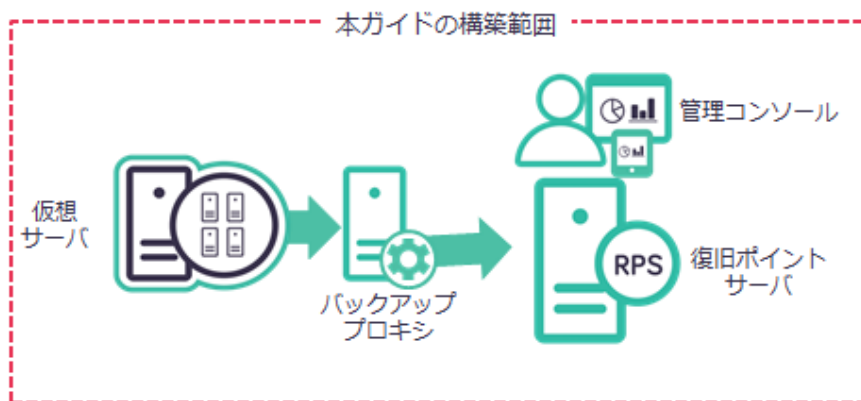 本ガイドの構築範囲
管理コンソール
仮想
サーバ
バックアップ
プロキシ
RPS
復旧ポイント
サーバ